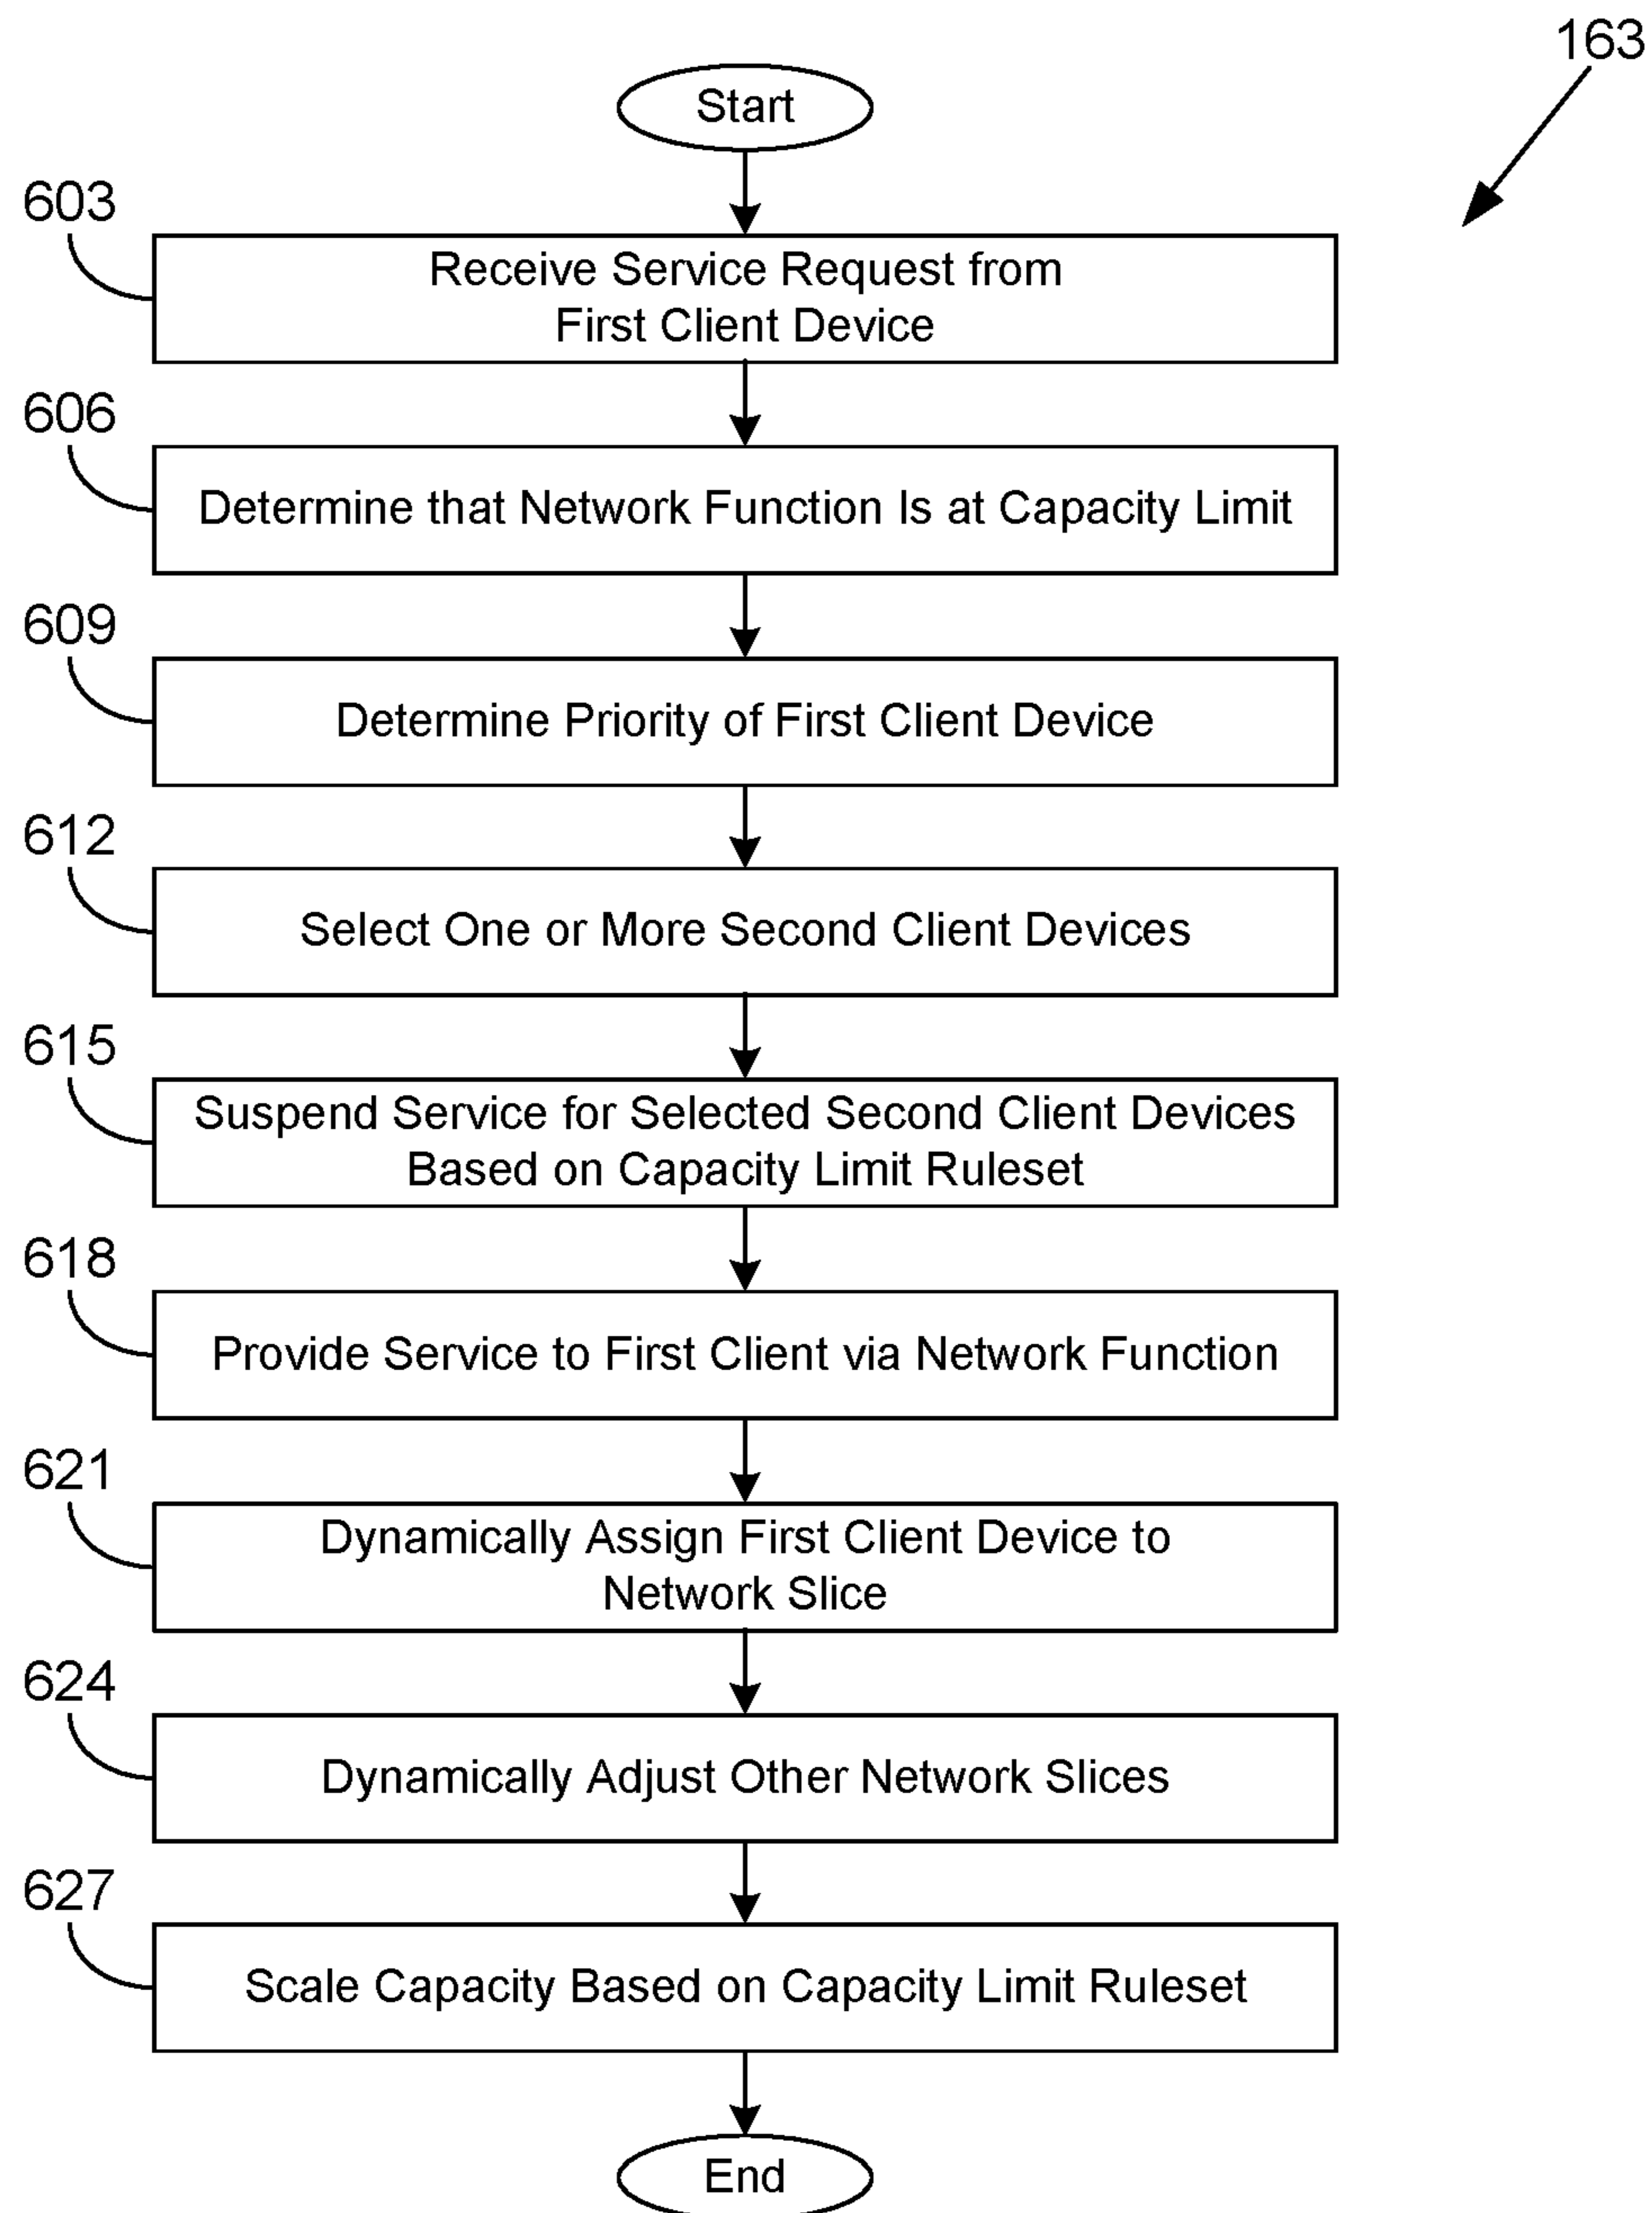 163
Start
603
Receive Service Request from
First Client Device
606
Determine that Network Function Is at Capacity Limit
609
Determine Priority of First Client Device
612
Select One or More Second Client Devices
615
Suspend Service for Selected Second Client Devices
Based on Capacity Limit Ruleset
618
Provide Service to First Client via Network Function
621
Dynamically Assign First Client Device to
Network Slice
624
Dynamically Adjust Other Network Slices
627
Scale Capacity Based on Capacity Limit Ruleset
End